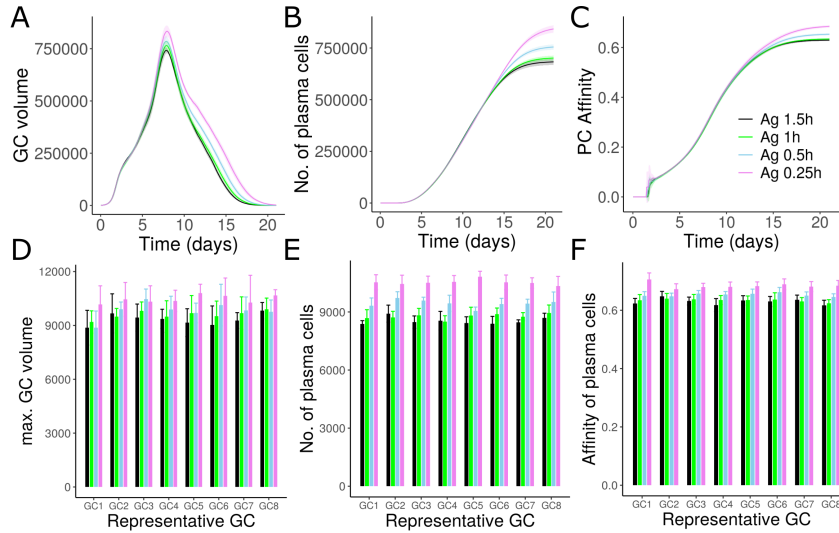 A
B
C
GC volume
750000
500000
250000
0
0
5
10
15
20
Time (days)
No. of plasma cells
750000
500000
250000
0
0
5
10
15
20
Time (days)
PC Affinity
0.6
0.4
0.2
0.0
0
5
10
15
20
Time (days)
Ag 1.5h
Ag 1h
Ag 0.5h
Ag 0.25h
D
E
F
max. GC volume
12000
9000
6000
3000
0
GC1 GC2 GC3 GC4 GC5 GC6 GC7 GC8
Representative GC
No. of plasma cells
9000
6000
3000
0
GC1 GC2 GC3 GC4 GC5 GC6 GC7 GC8
Representative GC
Affinity of plasma cells
0.6
0.4
0.2
0.0
GC1 GC2 GC3 GC4 GC5 GC6 GC7 GC8
Representative GC